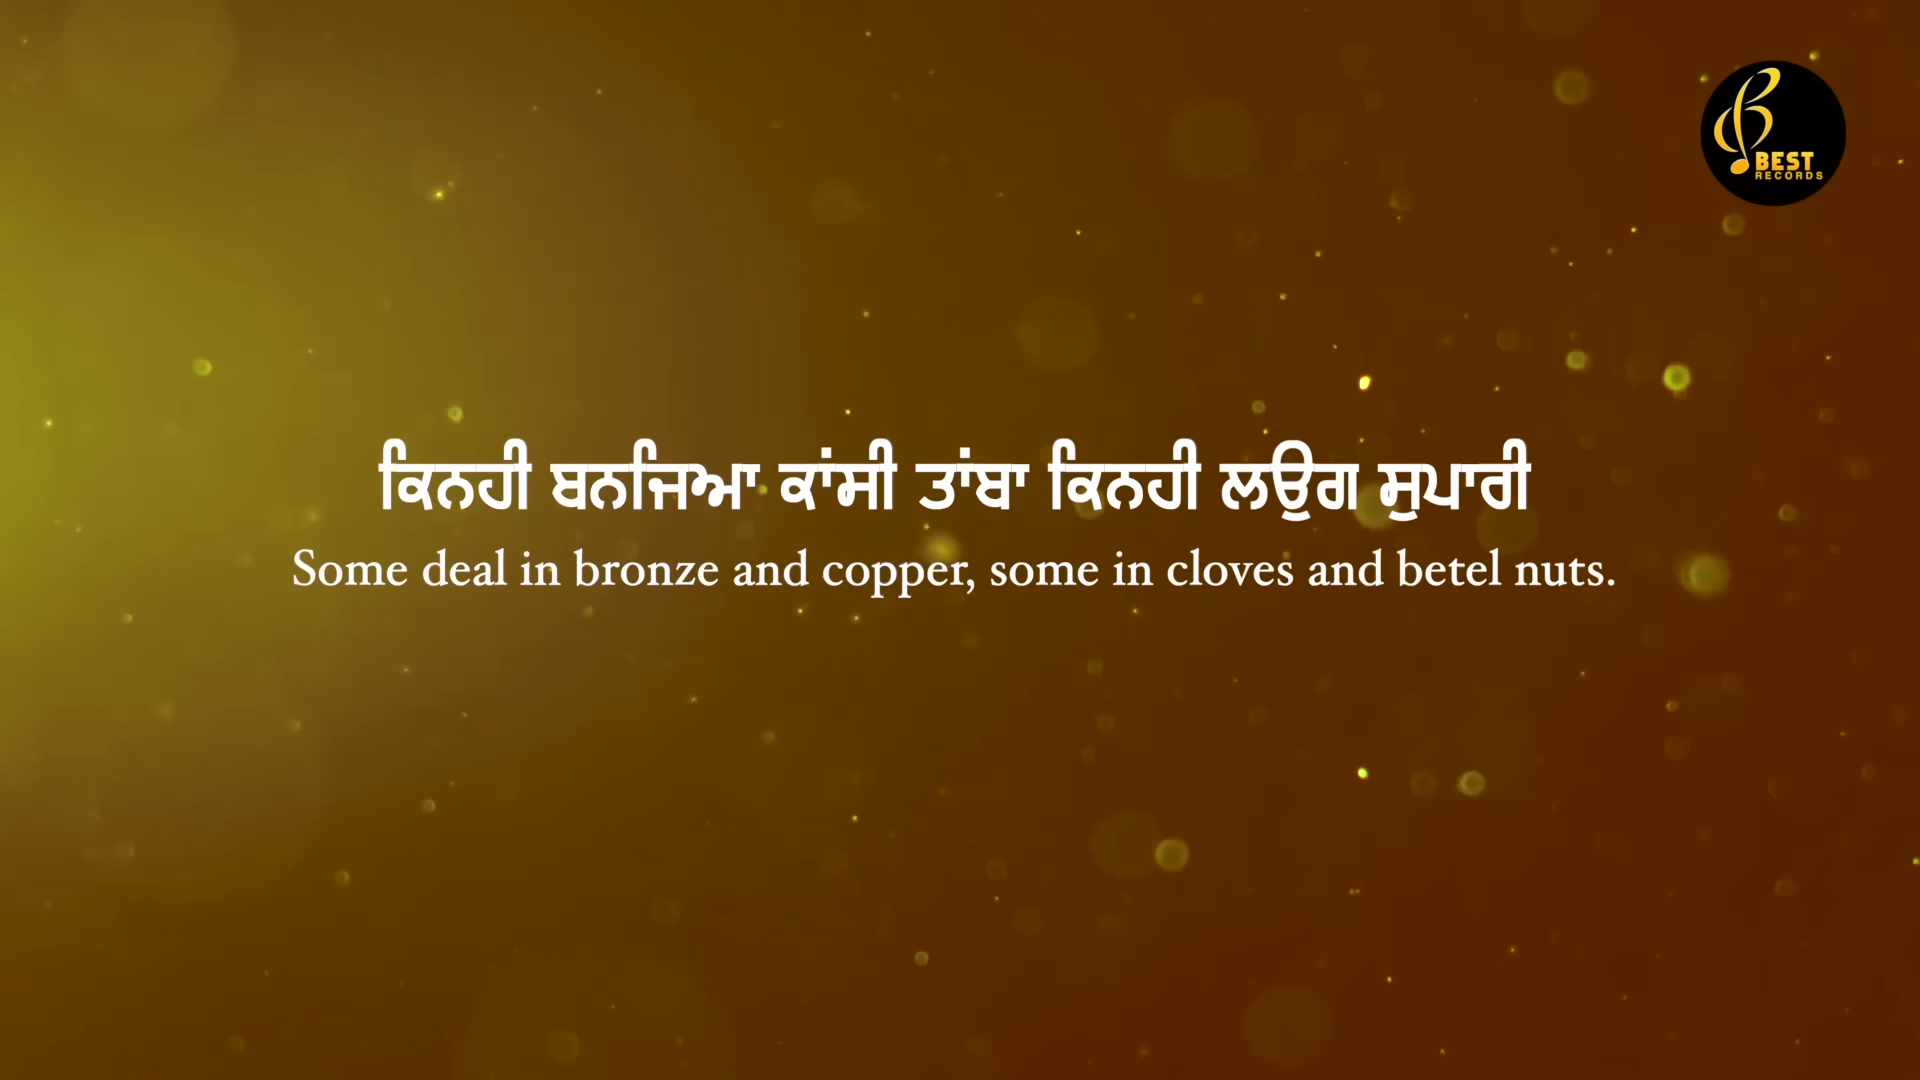 BEST
RECORDS
ਕਿਨਹੀ ਬਨਜਿਆ ਕਾਂਸੀ ਤਾਂਬਾ ਕਿਨਹੀ ਲਉਗ ਸੁਪਾਰੀ
Some deal in bronze and copper, some in cloves and betel nuts.